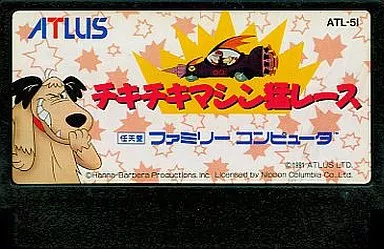 ATLUS
ATL-5I
チキチキマシン猛レース
任天堂 ファミリー コンピュータ™
©1991 ATLUS LTD.
©Hanna-Barbera Productions, Inc. Licensed by Nippon Columbia Co., Ltd.